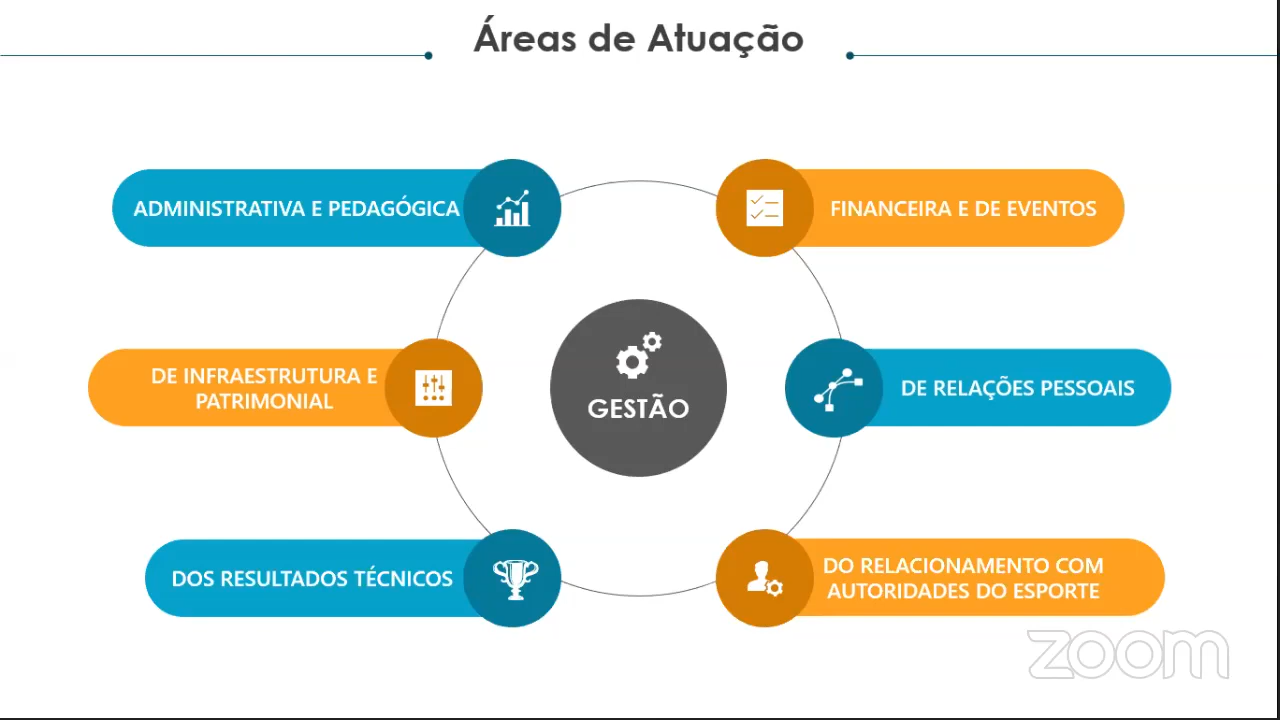 Áreas de Atuação
ADMINISTRATIVA E PEDAGÓGICA
FINANCEIRA E DE EVENTOS
DE INFRAESTRUTURA E
PATRIMONIAL
GESTÃO
DE RELAÇÕES PESSOAIS
DOS RESULTADOS TÉCNICOS
DO RELACIONAMENTO COM
AUTORIDADES DO ESPORTE
zoom